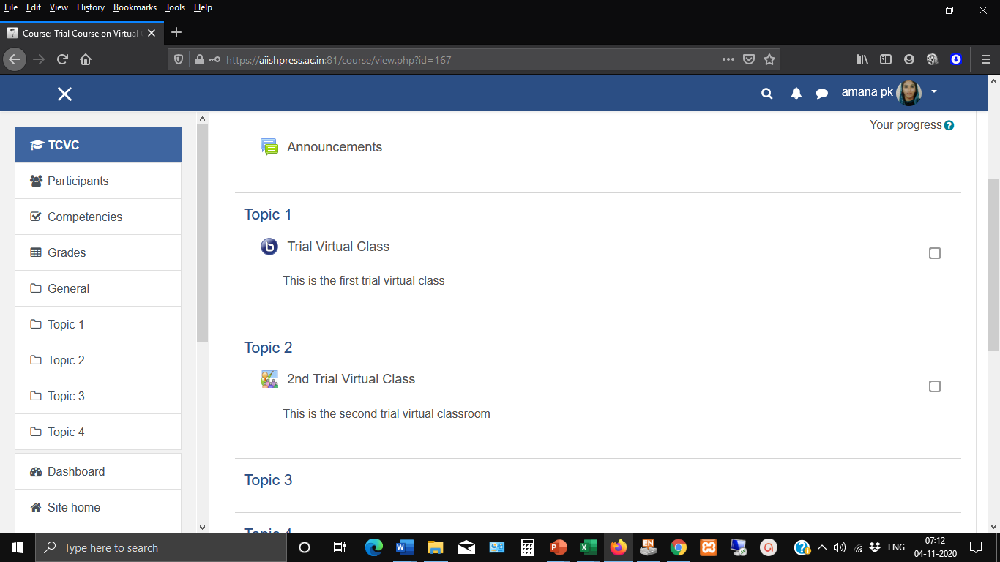 File Edit View History Bookmarks Tools Help
Course: Trial Course on Virtual
https://aiishpress.ac.in:81/course/view.php?id=167
amana pk
TCVC
Participants
Competencies
Grades
General
Topic 1
Topic 2
Topic 3
Topic 4
Dashboard
Site home
Your progress
Announcements
Topic 1
Trial Virtual Class
This is the first trial virtual class
Topic 2
2nd Trial Virtual Class
This is the second trial virtual classroom
Topic 3
Topic 4
Type here to search
EN
ENG
07:12
04-11-2020